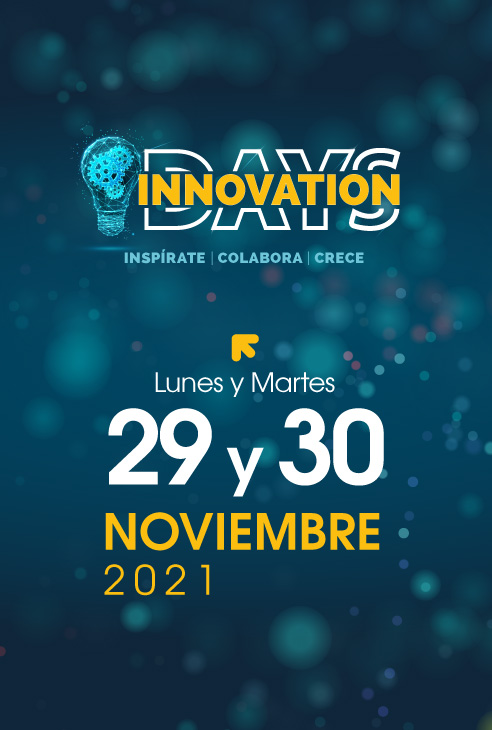 DAYS
INNOVATION
INSPÍRATE | COLABORA | CRECE
Lunes y Martes
29 y 30
NOVIEMBRE
2021